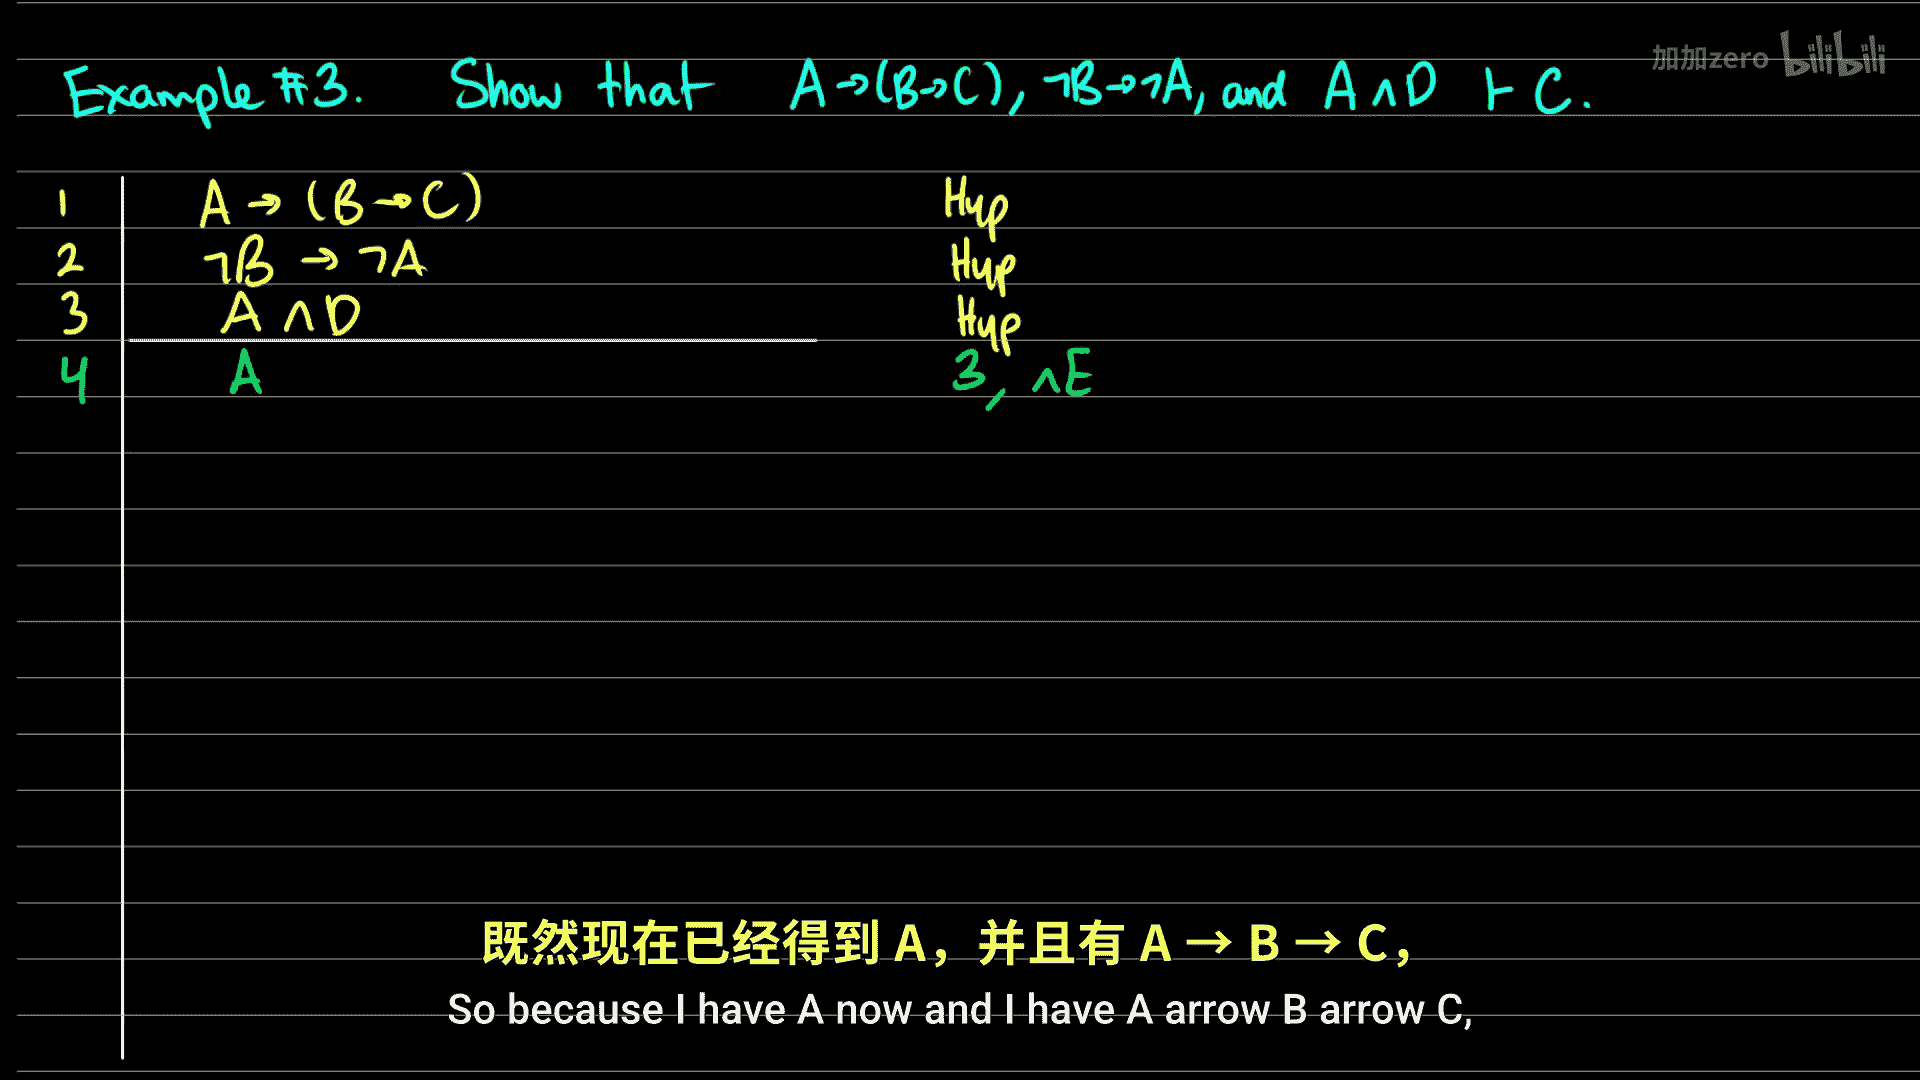 加加zero bilibili
Example #3. Show that A→(B→C), ¬B→¬A, and A∧D ⊢ C.
1 A → (B → C) Hyp
2 ¬B → ¬A Hyp
3 A ∧ D Hyp
4 A 3, ∧E
既然现在已经得到 A，并且有 A → B → C，
So because I have A now and I have A arrow B arrow C,